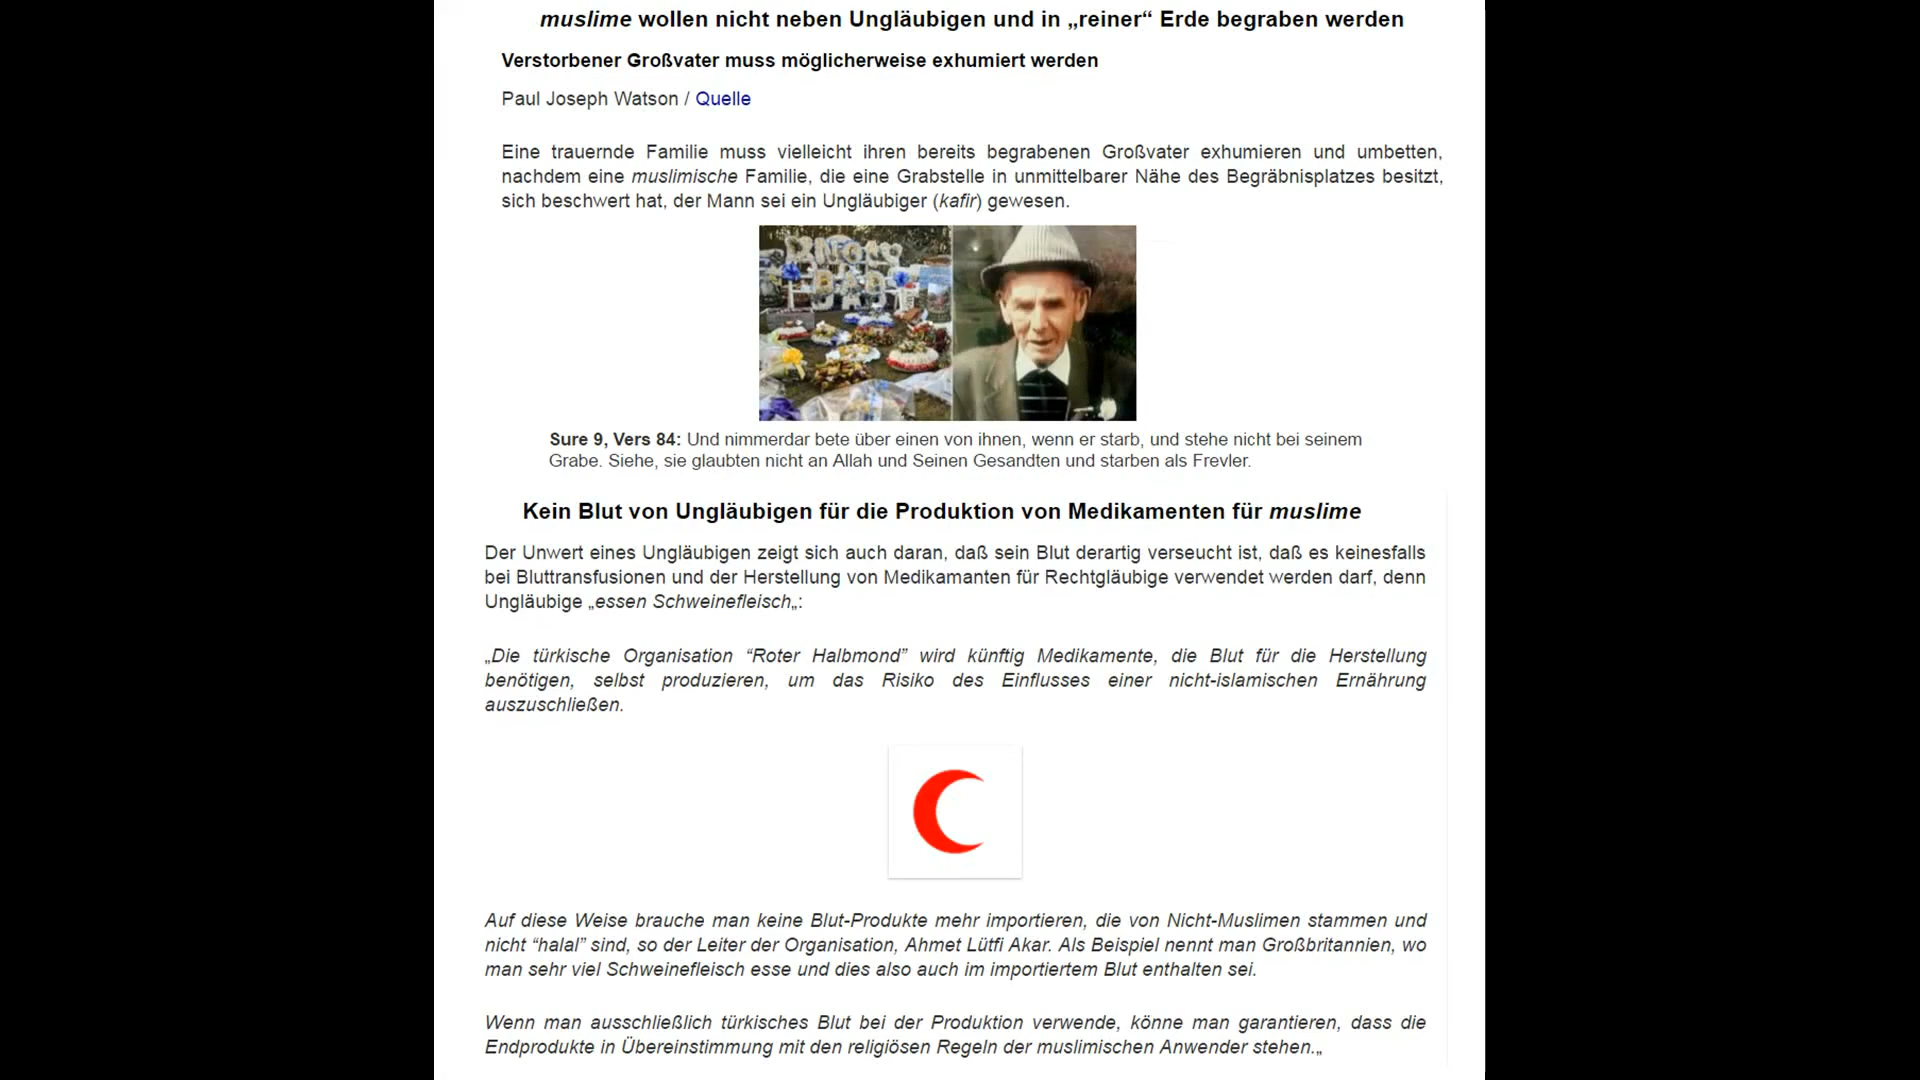 muslime wollen nicht neben Ungläubigen und in „reiner“ Erde begraben werden
Verstorbener Großvater muss möglicherweise exhumiert werden
Paul Joseph Watson / Quelle
Eine trauernde Familie muss vielleicht ihren bereits begrabenen Großvater exhumieren und umbetten,
nachdem eine muslimische Familie, die eine Grabstelle in unmittelbarer Nähe des Begräbnisplatzes besitzt,
sich beschwert hat, der Mann sei ein Ungläubiger (kafir) gewesen.
Sure 9, Vers 84: Und nimmerdar bete über einen von ihnen, wenn er starb, und stehe nicht bei seinem
Grabe. Siehe, sie glaubten nicht an Allah und Seinen Gesandten und starben als Frevler.
Kein Blut von Ungläubigen für die Produktion von Medikamenten für muslime
Der Unwert eines Ungläubigen zeigt sich auch daran, daß sein Blut derartig verseucht ist, daß es keinesfalls
bei Bluttransfusionen und der Herstellung von Medikamanten für Rechtgläubige verwendet werden darf, denn
Ungläubige „essen Schweinefleisch„:
„Die türkische Organisation “Roter Halbmond” wird künftig Medikamente, die Blut für die Herstellung
benötigen, selbst produzieren, um das Risiko des Einflusses einer nicht-islamischen Ernährung
auszuschließen.
Auf diese Weise brauche man keine Blut-Produkte mehr importieren, die von Nicht-Muslimen stammen und
nicht “halal” sind, so der Leiter der Organisation, Ahmet Lütfi Akar. Als Beispiel nennt man Großbritannien, wo
man sehr viel Schweinefleisch esse und dies also auch im importiertem Blut enthalten sei.
Wenn man ausschließlich türkisches Blut bei der Produktion verwende, könne man garantieren, dass die
Endprodukte in Übereinstimmung mit den religiösen Regeln der muslimischen Anwender stehen.„